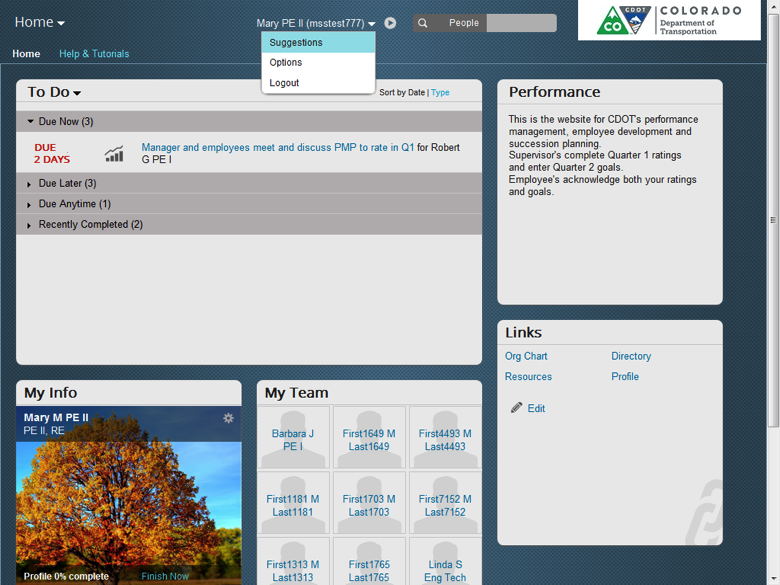 Home
Mary PE II (msstest777)
People
CDOT
CO
COLORADO
Department of
Transportation
Home
Help & Tutorials
Suggestions
Options
Logout
To Do
Sort by Date | Type
Due Now (3)
DUE
2 DAYS
Manager and employees meet and discuss PMP to rate in Q1 for Robert
G PE I
Due Later (3)
Due Anytime (1)
Recently Completed (2)
Performance
This is the website for CDOT's performance
management, employee development and
succession planning.
Supervisor's complete Quarter 1 ratings
and enter Quarter 2 goals.
Employee's acknowledge both your ratings
and goals.
Links
Org Chart
Directory
Resources
Profile
Edit
My Info
Mary M PE II
PE II, RE
Profile 0% complete
Finish Now
My Team
Barbara J
PE I
First1649 M
Last1649
First4493 M
Last4493
First1181 M
Last1181
First1703 M
Last1703
First7152 M
Last7152
First1313 M
Last1313
First1765
Last1765
Linda S
Eng Tech